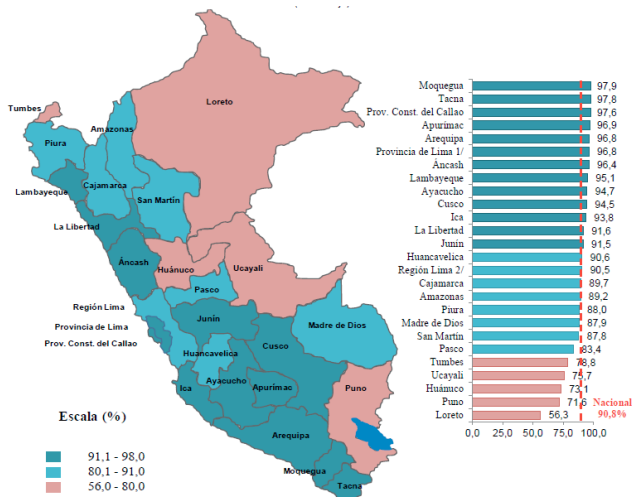 Loreto
Tumbes
Amazonas
Piura
Cajamarca
San Martín
Lambayeque
La Libertad
Áncash
Huánuco
Ucayali
Pasco
Región Lima
Junín
Madre de Dios
Provincia de Lima
Prov. Const. del Callao
Huancavelica
Cusco
Ica
Ayacucho
Apurímac
Puno
Arequipa
Moquegua
Tacna
Escala (%)
91,1 - 98,0
80,1 - 91,0
56,0 - 80,0
Moquegua 97,9
Tacna 97,8
Prov. Const. del Callao 97,6
Apurímac 96,9
Arequipa 96,8
Provincia de Lima 1/ 96,8
Áncash 96,4
Lambayeque 95,1
Ayacucho 94,7
Cusco 94,5
Ica 93,8
La Libertad 91,6
Junín 91,5
Huancavelica 90,6
Región Lima 2/ 90,5
Cajamarca 89,7
Amazonas 89,2
Piura 88,0
Madre de Dios 87,9
San Martín 87,8
Pasco 83,4
Tumbes 78,8
Ucayali 75,7
Huánuco 73,1
Puno 71,6
Loreto 56,3
Nacional
90,8%
0,0 25,0 50,0 75,0 100,0